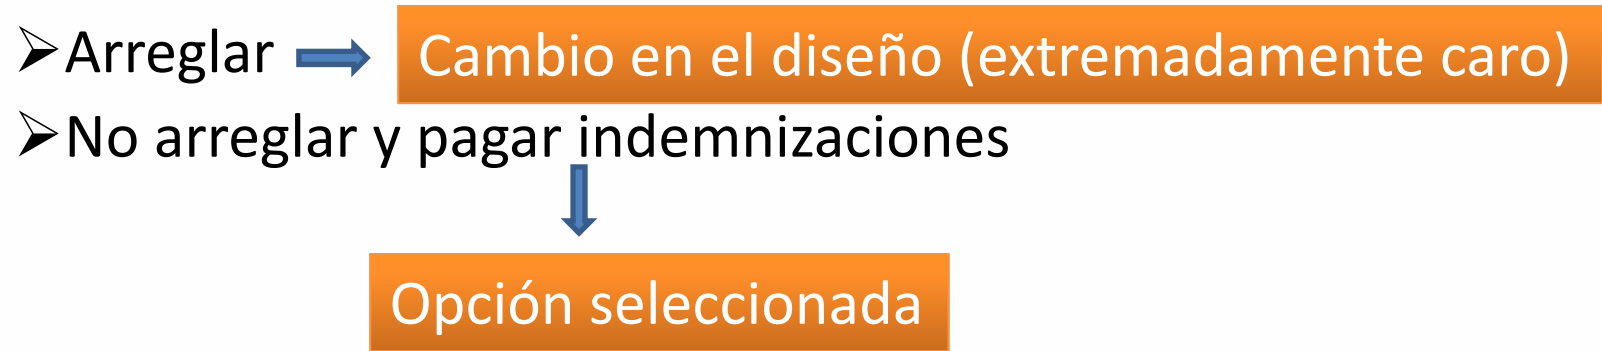 ➢Arreglar
Cambio en el diseño (extremadamente caro)
➢No arreglar y pagar indemnizaciones
Opción seleccionada